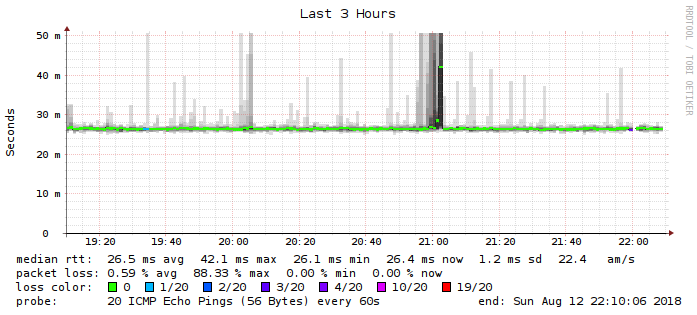 Last 3 Hours
RRDTOOL / TOBI OETIKER
Seconds
50 m
40 m
30 m
20 m
10 m
0
19:20 19:40 20:00 20:20 20:40 21:00 21:20 21:40 22:00
median rtt: 26.5 ms avg 42.1 ms max 26.1 ms min 26.4 ms now 1.2 ms sd 22.4 am/s
packet loss: 0.59 % avg 88.33 % max 0.00 % min 0.00 % now
loss color: 0 1/20 2/20 3/20 4/20 10/20 19/20
probe: 20 ICMP Echo Pings (56 Bytes) every 60s end: Sun Aug 12 22:10:06 2018